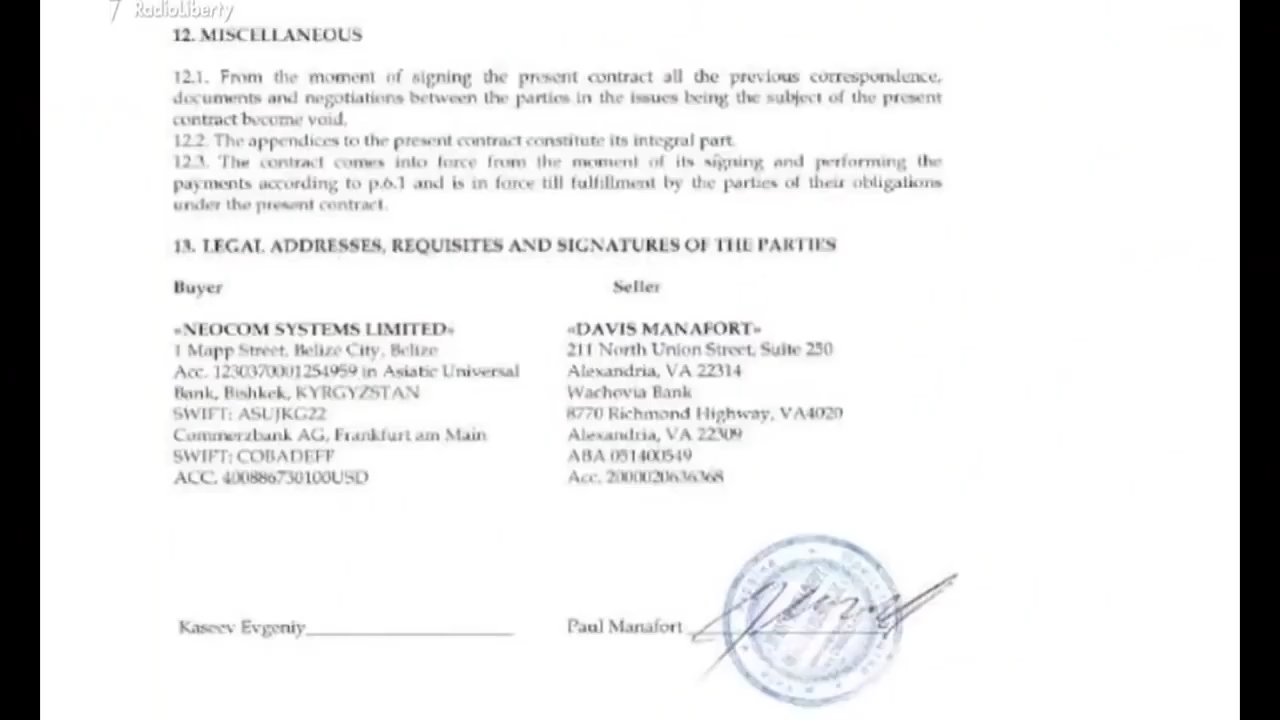 RadioLiberty
12. MISCELLANEOUS
12.1. From the moment of signing the present contract all the previous correspondence,
documents and negotiations between the parties in the issues being the subject of the present
contract become void.
12.2. The appendices to the present contract constitute its integral part.
12.3. The contract comes into force from the moment of its signing and performing the
payments according to p.6.1 and is in force till fulfillment by the parties of their obligations
under the present contract.
13. LEGAL ADDRESSES, REQUISITES AND SIGNATURES OF THE PARTIES
Buyer
«NEOCOM SYSTEMS LIMITED»
1 Mapp Street, Belize City, Belize
Acc. 1230370001254959 in Asiatic Universal
Bank, Bishkek, KYRGYZSTAN
SWIFT: ASUJKG22
Commerzbank AG, Frankfurt am Main
SWIFT: COBADEFF
ACC. 400886730100USD
Kaseev Evgeniy
Seller
«DAVIS MANAFORT»
211 North Union Street, Suite 250
Alexandria, VA 22314
Wachovia Bank
8770 Richmond Highway, VA4020
Alexandria, VA 22309
ABA 051400549
Acc. 2000020636368
Paul Manafort